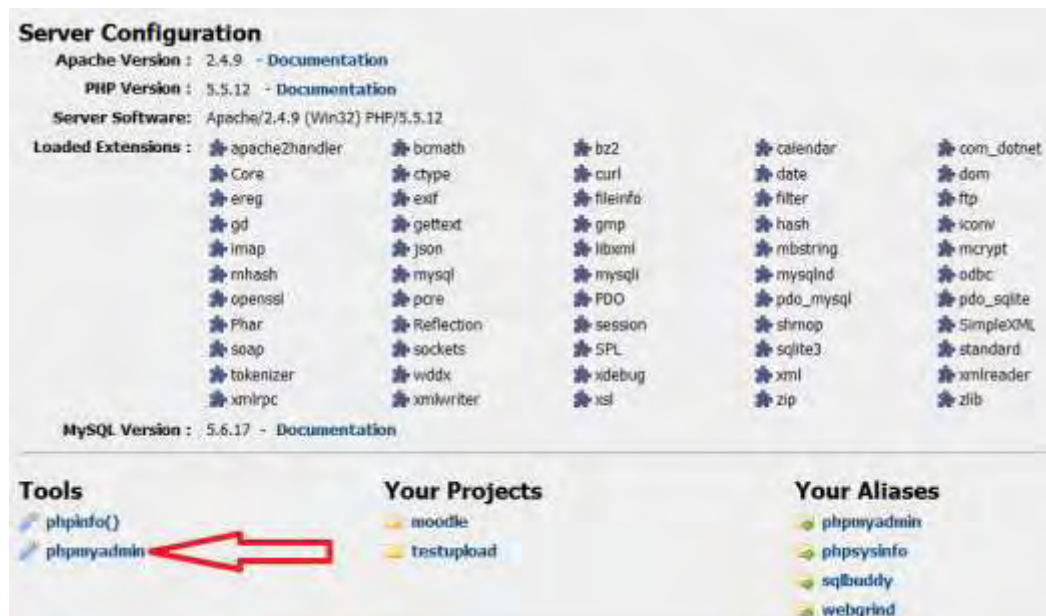 Server Configuration
Apache Version : 2.4.9 - Documentation
PHP Version : 5.5.12 - Documentation
Server Software: Apache/2.4.9 (Win32) PHP/5.5.12
Loaded Extensions : apache2handler bcmath bz2 calendar com_dotnet
Core ctype curl date dom
ereg exif fileinfo filter ftp
gd gettext gmp hash iconv
imap json libxml mbstring mcrypt
mhash mysql mysqli mysqlnd odbc
openssl pcre PDO pdo_mysql pdo_sqlite
Phar Reflection session shmop SimpleXML
soap sockets SPL sqlite3 standard
tokenizer wddx xdebug xml xmlreader
xmlrpc xmlwriter xsl zip zlib
MySQL Version : 5.6.17 - Documentation
Tools Your Projects Your Aliases
phpinfo() moodle phpmyadmin
phpmyadmin testupload phpsysinfo
sqlbuddy
webgrind